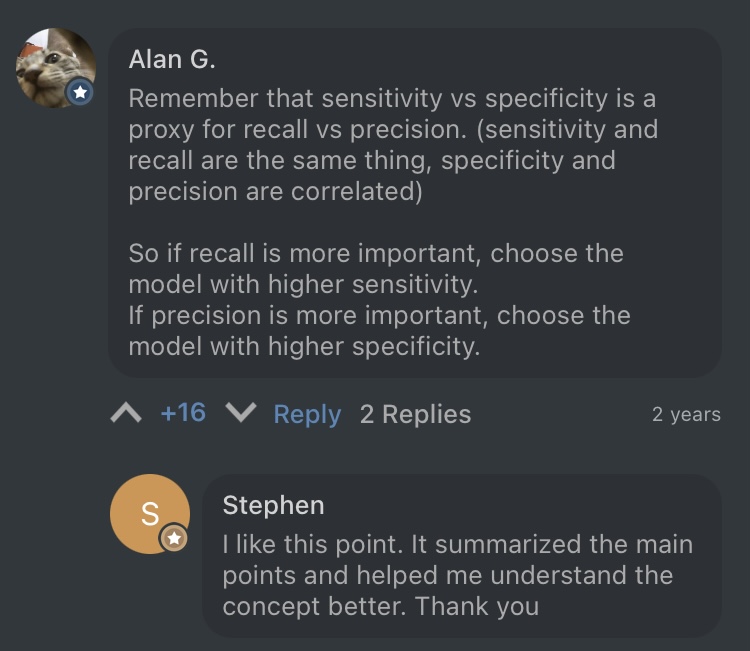 Alan G.
Remember that sensitivity vs specificity is a
proxy for recall vs precision. (sensitivity and
recall are the same thing, specificity and
precision are correlated)
So if recall is more important, choose the
model with higher sensitivity.
If precision is more important, choose the
model with higher specificity.
+16 Reply 2 Replies 2 years
S
Stephen
I like this point. It summarized the main
points and helped me understand the
concept better. Thank you